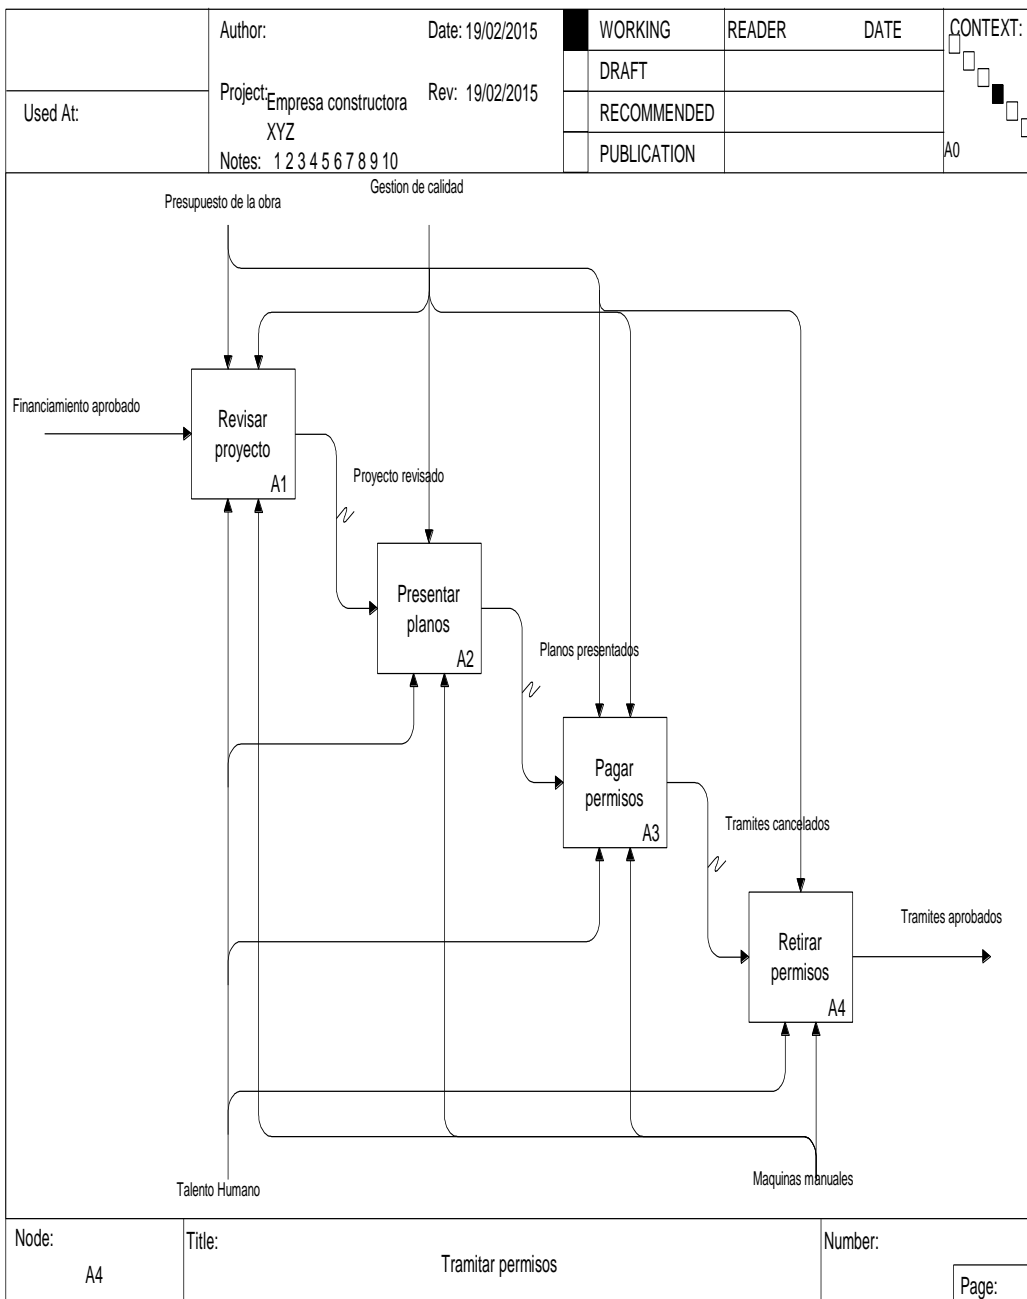 Used At:
Author:
Date: 19/02/2015
Project: Empresa constructora
XYZ
Rev: 19/02/2015
Notes: 1 2 3 4 5 6 7 8 9 10
WORKING
DRAFT
RECOMMENDED
PUBLICATION
READER
DATE
CONTEXT:
A0
Gestion de calidad
Presupuesto de la obra
Financiamiento aprobado
Revisar
proyecto
A1
Proyecto revisado
Presentar
planos
A2
Planos presentados
Pagar
permisos
A3
Tramites cancelados
Retirar
permisos
A4
Tramites aprobados
Talento Humano
Maquinas manuales
Node:
A4
Title:
Tramitar permisos
Number:
Page: